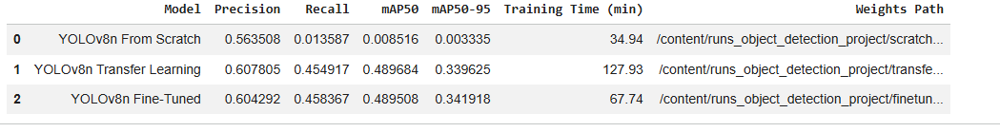 Model Precision Recall mAP50 mAP50-95 Training Time (min) Weights Path
0 YOLOv8n From Scratch 0.563508 0.013587 0.008516 0.003335 34.94 /content/runs_object_detection_project/scratch...
1 YOLOv8n Transfer Learning 0.607805 0.454917 0.489684 0.339625 127.93 /content/runs_object_detection_project/transfe...
2 YOLOv8n Fine-Tuned 0.604292 0.458367 0.489508 0.341918 67.74 /content/runs_object_detection_project/finetun...